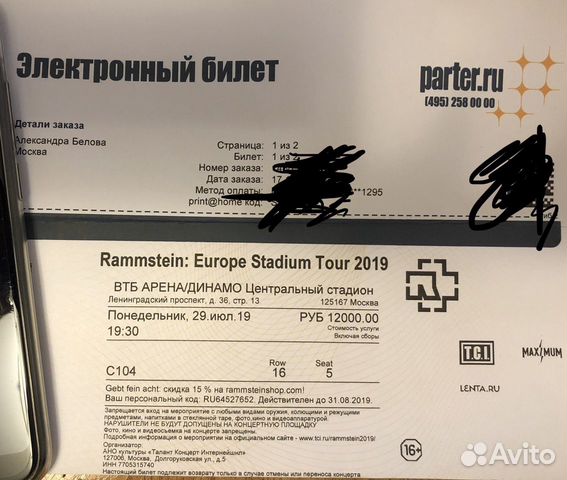 Электронный билет
parter.ru
(495) 258 00 00
Детали заказа
Александра Белова
Москва
Страница: 1 из 2
Билет: 1 из 2
Номер заказа:
Дата заказа: 17
Метод оплаты: **1295
print@home код:
Rammstein: Europe Stadium Tour 2019
ВТБ АРЕНА/ДИНАМО Центральный стадион
Ленинградский проспект, д. 36, стр. 13 125167 Москва
Понедельник, 29.июл.19 РУБ 12000.00
19:30 Стоимость услуги
Включая сборы
Row Seat
C104 16 5
Gebt fein acht: скидка 15 % на rammsteinshop.com!
Ваш персональный код: RU64527652. Действителен до 31.08.2019.
Запрещается вход на мероприятие с любыми видами оружия, колющими и режущими
предметами, напитками в стеклянной таре, фото,кино и видеоаппаратурой.
НАРУШИТЕЛИ НЕ БУДУТ ДОПУЩЕНЫ НА КОНЦЕРТНУЮ ПЛОЩАДКУ
Фото, кино и видеосъемка на концерте запрещены.
Подробная информация о мероприятии на официальном сайте - www.tci.ru/rammstein2019/
Организатор:
АНО культуры «Талант Концерт Интернейшнл»
127006, Москва, Долгоруковская ул., д.5
ИНН 7705315740
Настоящий билет подлежит возврату только в случае отмены или переноса концерта
T.C.I.
MAXIMUM
LENTA.RU
16+
Avito